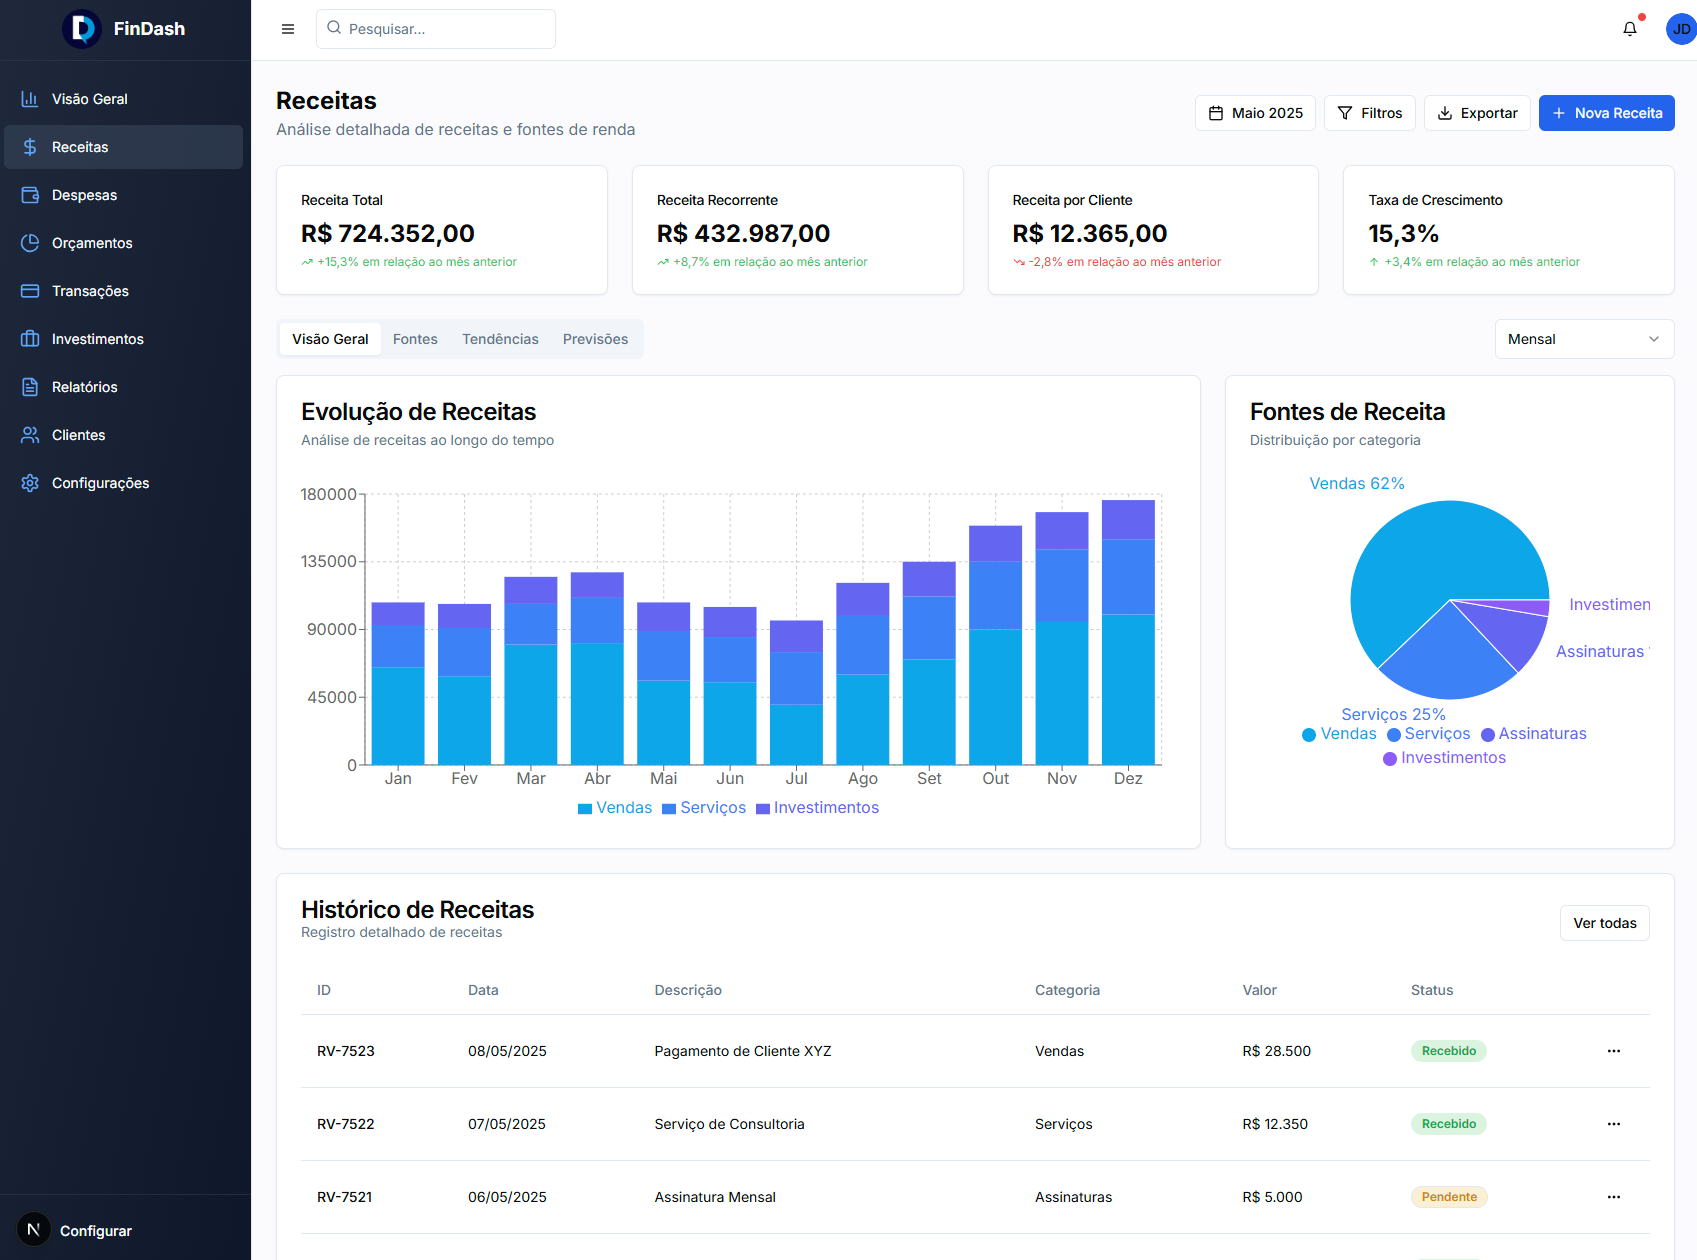 FinDash
Pesquisar...
JD
Visão Geral
Receitas
Despesas
Orçamentos
Transações
Investimentos
Relatórios
Clientes
Configurações
N
Configurar
Receitas
Análise detalhada de receitas e fontes de renda
Maio 2025
Filtros
Exportar
Nova Receita
Receita Total
R$ 724.352,00
+15,3% em relação ao mês anterior
Receita Recorrente
R$ 432.987,00
+8,7% em relação ao mês anterior
Receita por Cliente
R$ 12.365,00
-2,8% em relação ao mês anterior
Taxa de Crescimento
15,3%
+3,4% em relação ao mês anterior
Visão Geral
Fontes
Tendências
Previsões
Mensal
Evolução de Receitas
Análise de receitas ao longo do tempo
180000
135000
90000
45000
0
Jan Fev Mar Abr Mai Jun Jul Ago Set Out Nov Dez
Vendas Serviços Investimentos
Fontes de Receita
Distribuição por categoria
Vendas 62%
Investimen
Assinaturas
Serviços 25%
Vendas Serviços Assinaturas
Investimentos
Histórico de Receitas
Registro detalhado de receitas
Ver todas
ID Data Descrição Categoria Valor Status
RV-7523 08/05/2025 Pagamento de Cliente XYZ Vendas R$ 28.500 Recebido ...
RV-7522 07/05/2025 Serviço de Consultoria Serviços R$ 12.350 Recebido ...
RV-7521 06/05/2025 Assinatura Mensal Assinaturas R$ 5.000 Pendente ...